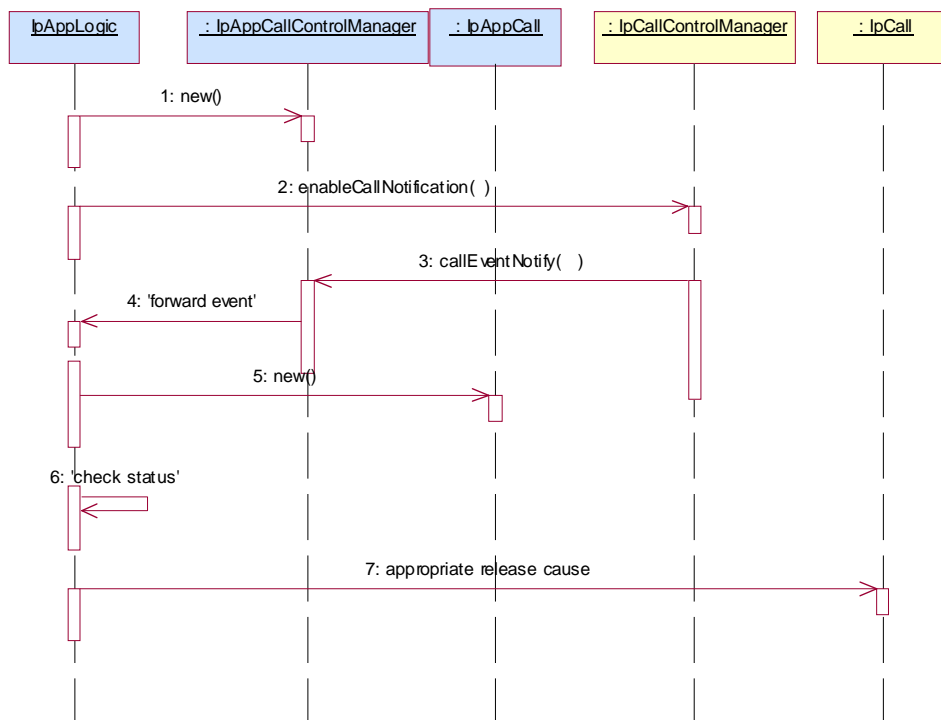 IpAppLogic
: IpAppCallControlManager
: IpAppCall
: IpCallControlManager
: IpCall
1: new()
2: enableCallNotification( )
3: callEventNotify( )
4: 'forward event'
5: new()
6: 'check status'
7: appropriate release cause